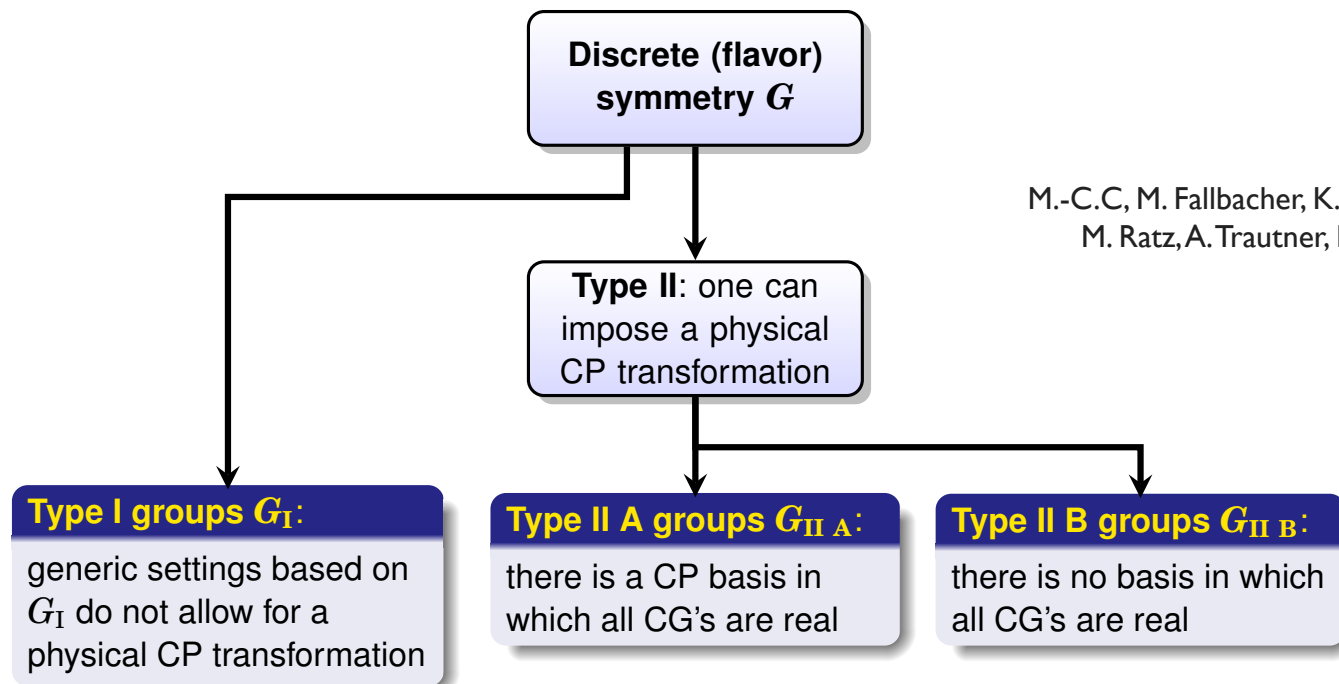 Discrete (flavor)
symmetry G
M.-C.C, M. Fallbacher, K.
M. Ratz, A. Trautner,
Type II: one can
impose a physical
CP transformation
Type I groups G_I:
generic settings based on
G_I do not allow for a
physical CP transformation
Type II A groups G_II A:
there is a CP basis in
which all CG's are real
Type II B groups G_II B:
there is no basis in which
all CG's are real